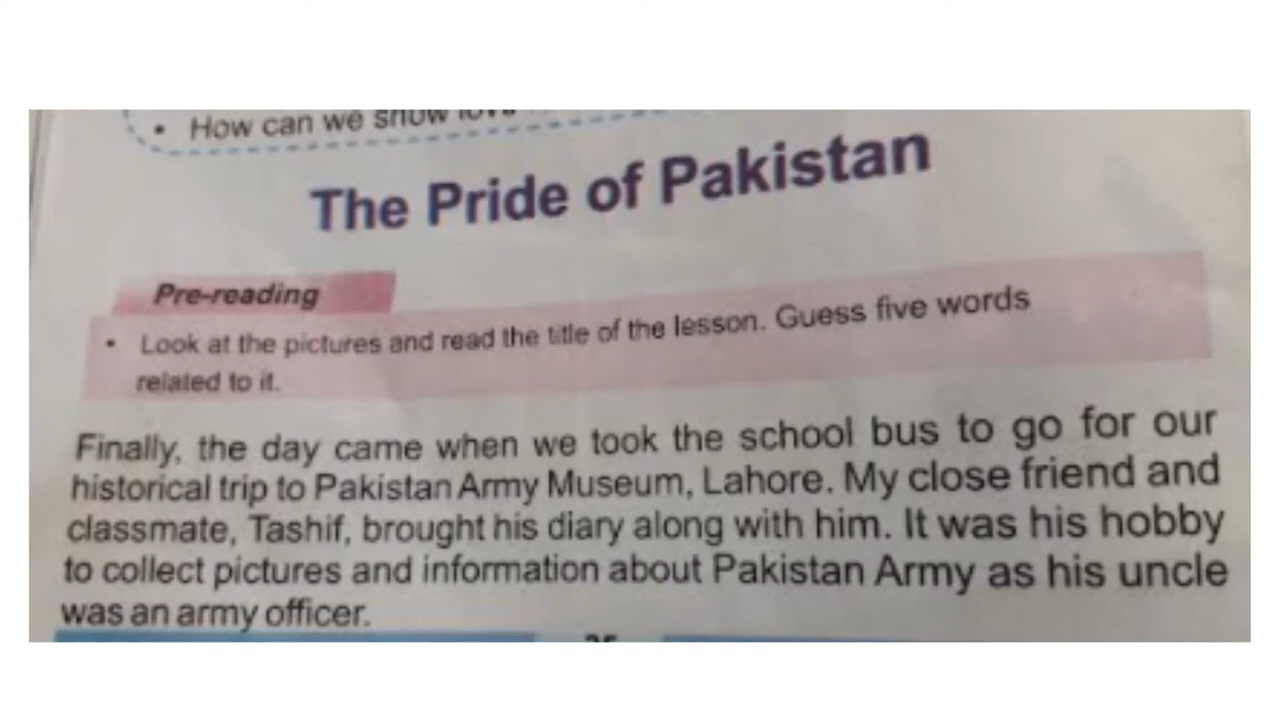 • How can we show
The Pride of Pakistan
Pre-reading
• Look at the pictures and read the title of the lesson. Guess five words
related to it.
Finally, the day came when we took the school bus to go for our
historical trip to Pakistan Army Museum, Lahore. My close friend and
classmate, Tashif, brought his diary along with him. It was his hobby
to collect pictures and information about Pakistan Army as his uncle
was an army officer.